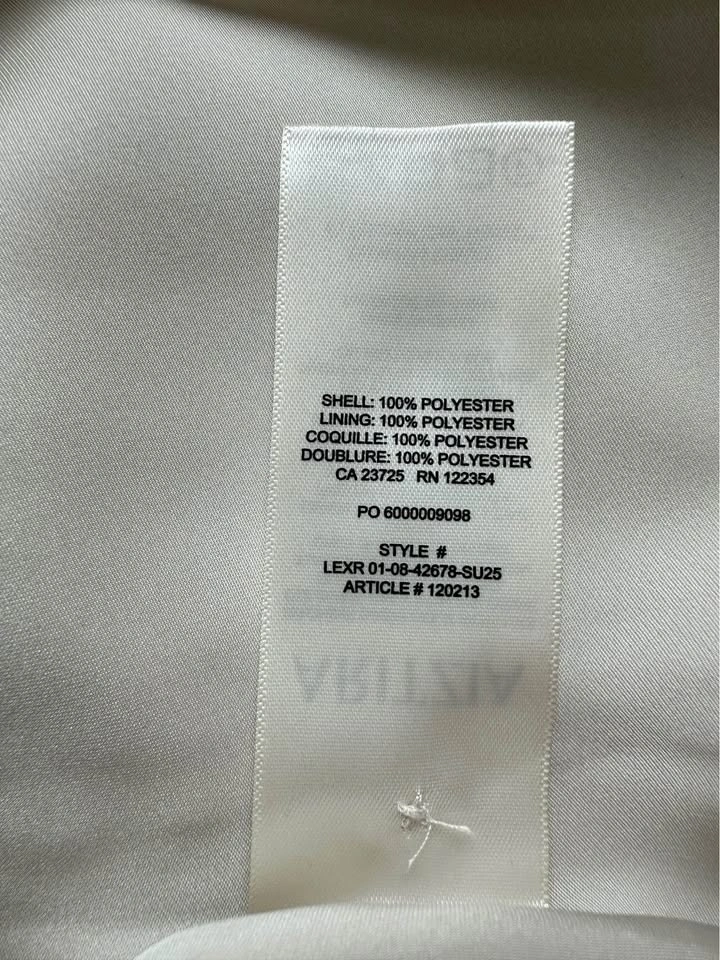 SHELL: 100% POLYESTER
LINING: 100% POLYESTER
COQUILLE: 100% POLYESTER
DOUBLURE: 100% POLYESTER
CA 23725 RN 122354
PO 6000009098
STYLE #
LEXR 01-08-42678-SU25
ARTICLE # 120213
ARITZIA